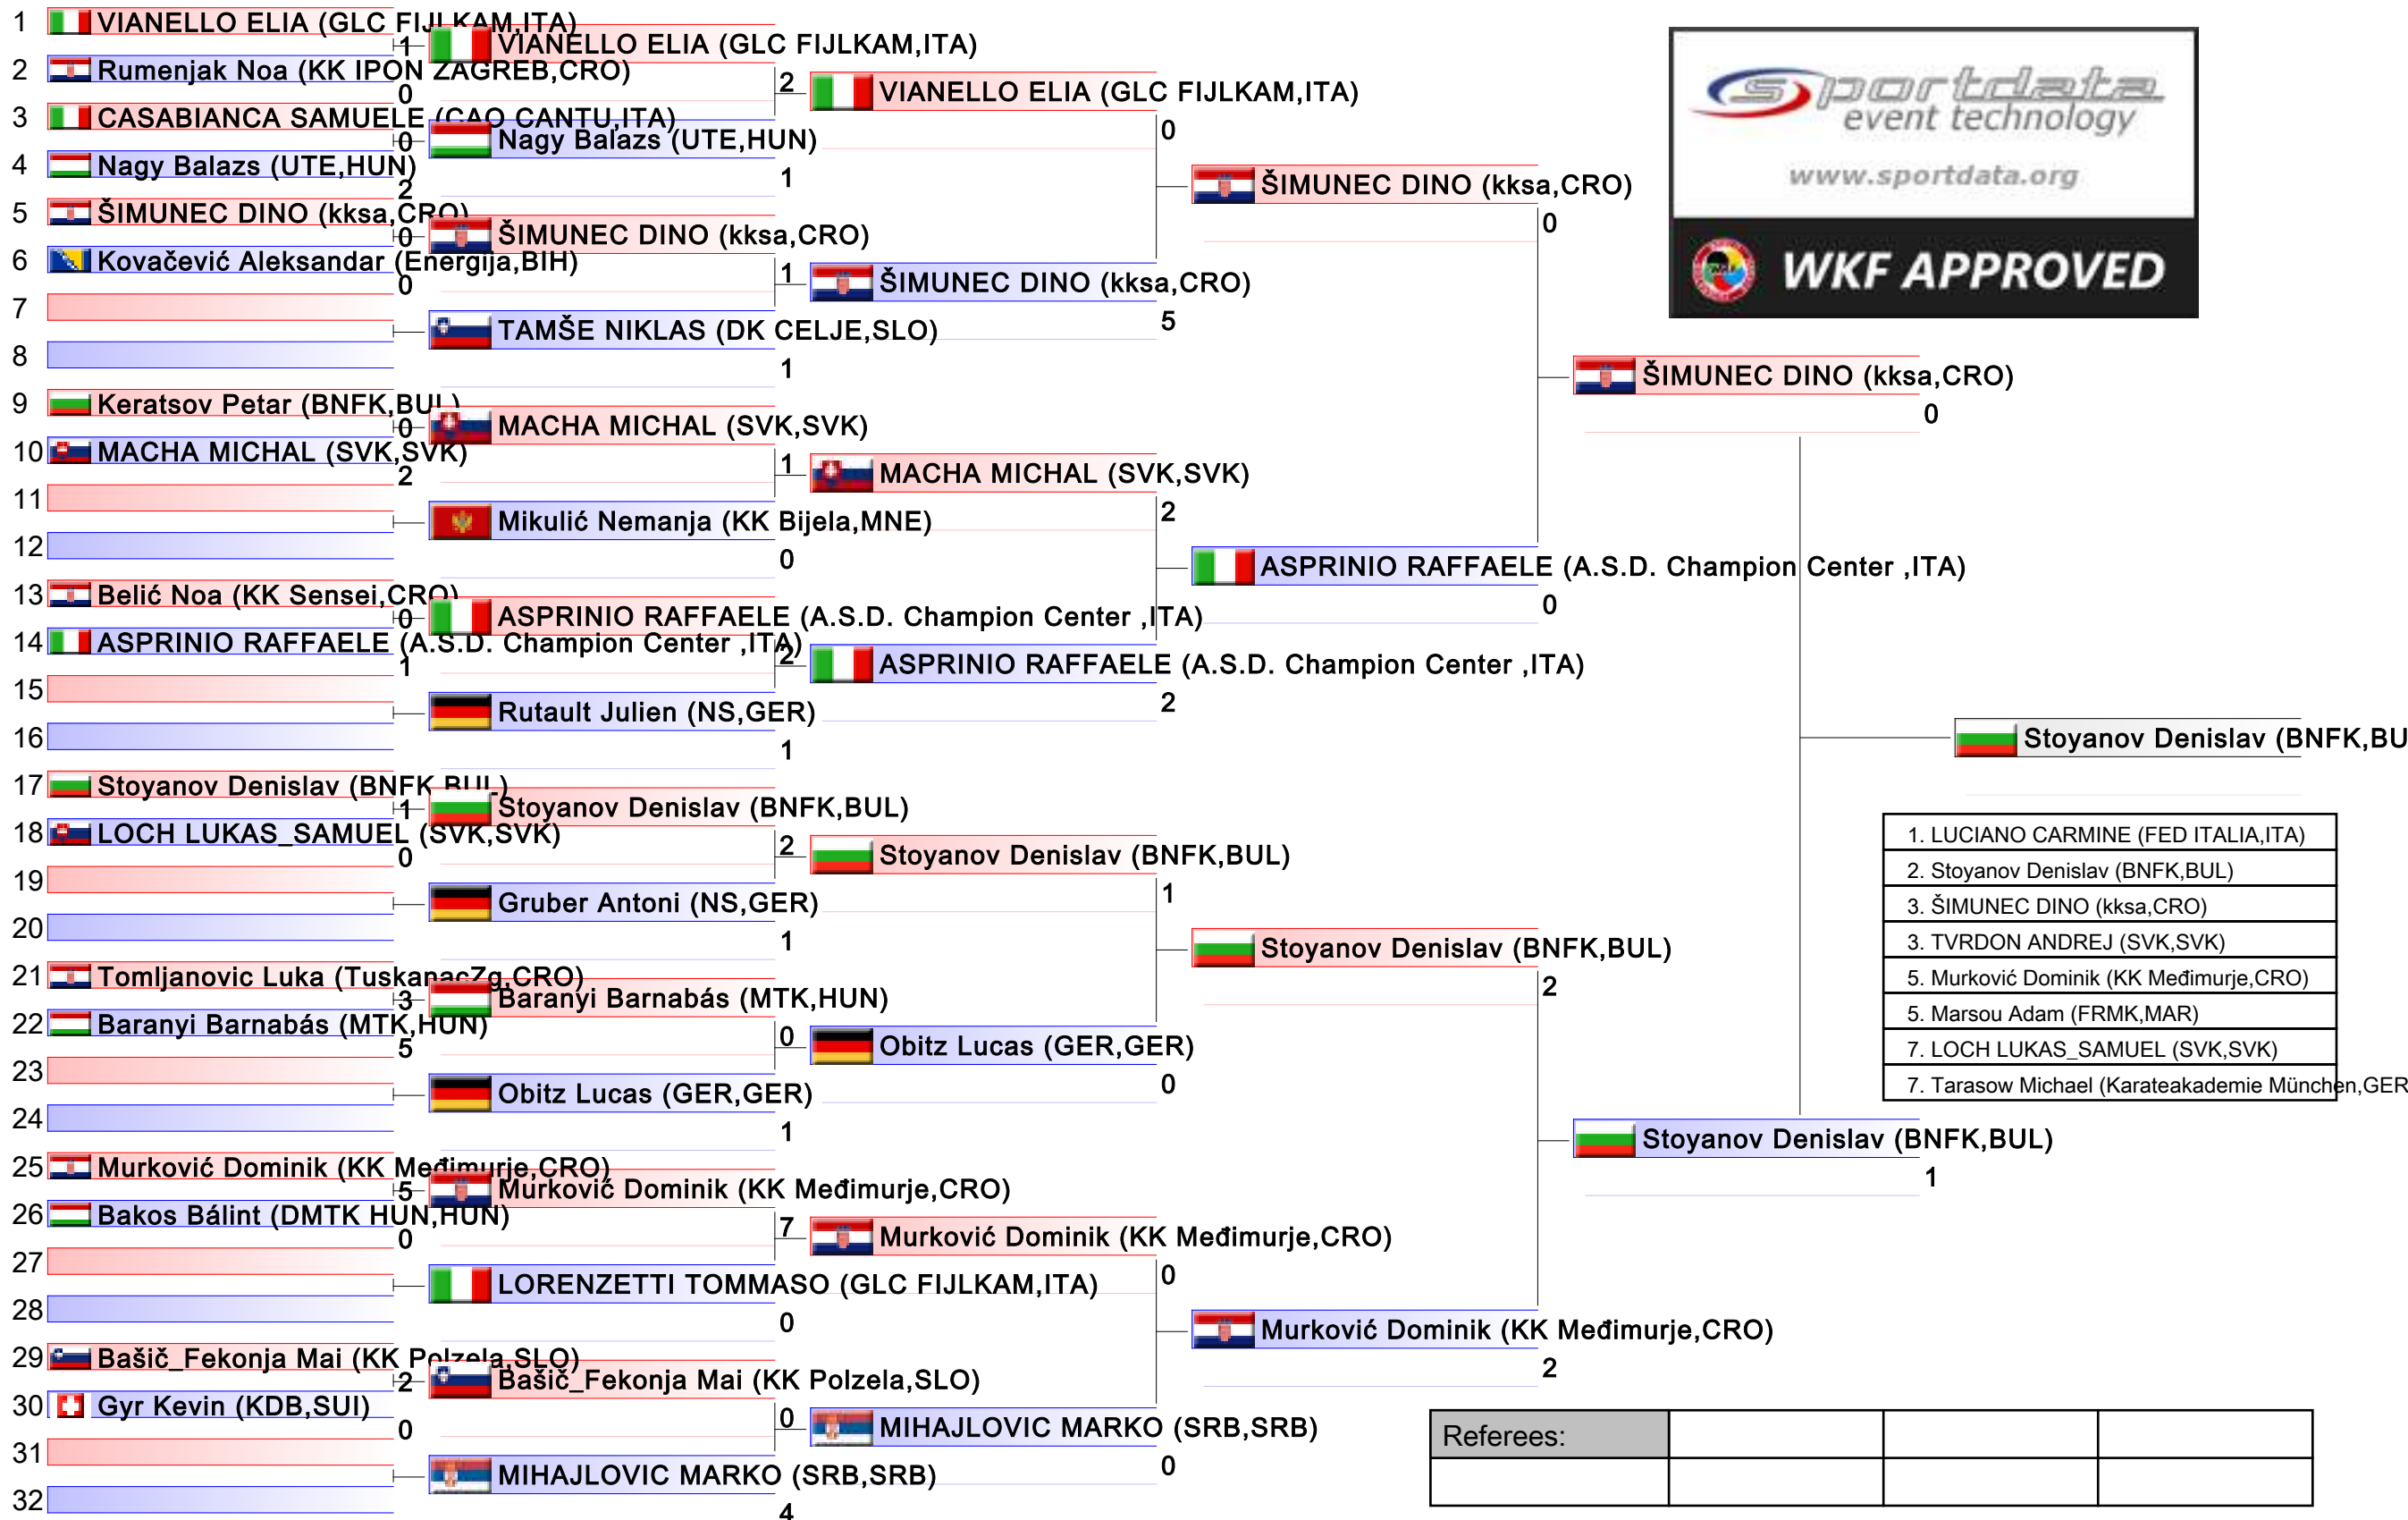 1 VIANELLO ELIA (GLC FIJLKAM,ITA)
1
2 Rumenjak Noa (KK IPON ZAGREB,CRO)
0
3 CASABIANCA SAMUELE (CAO CANTU,ITA)
0
4 Nagy Balazs (UTE,HUN)
2
5 ŠIMUNEC DINO (kksa,CRO)
0
6 Kovačević Aleksandar (Energija,BIH)
0
7
8
9 Keratsov Petar (BNFK,BUL)
0
10 MACHA MICHAL (SVK,SVK)
2
11
12
13 Belić Noa (KK Sensei,CRO)
0
14 ASPRINIO RAFFAELE (A.S.D. Champion Center ,ITA)
1
15
16
17 Stoyanov Denislav (BNFK,BUL)
1
18 LOCH LUKAS_SAMUEL (SVK,SVK)
0
19
20
21 Tomljanovic Luka (TuskanacZg,CRO)
3
22 Baranyi Barnabás (MTK,HUN)
5
23
24
25 Murković Dominik (KK Međimurje,CRO)
5
26 Bakos Bálint (DMTK HUN,HUN)
0
27
28
29 Bašič_Fekonja Mai (KK Polzela,SLO)
2
30 Gyr Kevin (KDB,SUI)
0
31
32
VIANELLO ELIA (GLC FIJLKAM,ITA)
2
Nagy Balazs (UTE,HUN)
1
ŠIMUNEC DINO (kksa,CRO)
1
TAMŠE NIKLAS (DK CELJE,SLO)
1
MACHA MICHAL (SVK,SVK)
1
Mikulić Nemanja (KK Bijela,MNE)
0
ASPRINIO RAFFAELE (A.S.D. Champion Center ,ITA)
2
Rutault Julien (NS,GER)
1
Stoyanov Denislav (BNFK,BUL)
2
Gruber Antoni (NS,GER)
1
Baranyi Barnabás (MTK,HUN)
0
Obitz Lucas (GER,GER)
1
Murković Dominik (KK Međimurje,CRO)
7
LORENZETTI TOMMASO (GLC FIJLKAM,ITA)
0
Bašič_Fekonja Mai (KK Polzela,SLO)
0
MIHAJLOVIC MARKO (SRB,SRB)
4
VIANELLO ELIA (GLC FIJLKAM,ITA)
0
ŠIMUNEC DINO (kksa,CRO)
5
MACHA MICHAL (SVK,SVK)
2
ASPRINIO RAFFAELE (A.S.D. Champion Center ,ITA)
2
Stoyanov Denislav (BNFK,BUL)
1
Obitz Lucas (GER,GER)
0
Murković Dominik (KK Međimurje,CRO)
0
MIHAJLOVIC MARKO (SRB,SRB)
0
ŠIMUNEC DINO (kksa,CRO)
0
ASPRINIO RAFFAELE (A.S.D. Champion Center ,ITA)
0
Stoyanov Denislav (BNFK,BUL)
2
Murković Dominik (KK Međimurje,CRO)
2
ŠIMUNEC DINO (kksa,CRO)
0
Stoyanov Denislav (BNFK,BUL)
1
Stoyanov Denislav (BNFK,BU
sportdata
event technology
www.sportdata.org
WKF APPROVED
1. LUCIANO CARMINE (FED ITALIA,ITA)
2. Stoyanov Denislav (BNFK,BUL)
3. ŠIMUNEC DINO (kksa,CRO)
3. TVRDON ANDREJ (SVK,SVK)
5. Murković Dominik (KK Međimurje,CRO)
5. Marsou Adam (FRMK,MAR)
7. LOCH LUKAS_SAMUEL (SVK,SVK)
7. Tarasow Michael (Karateakademie München,GER
Referees: